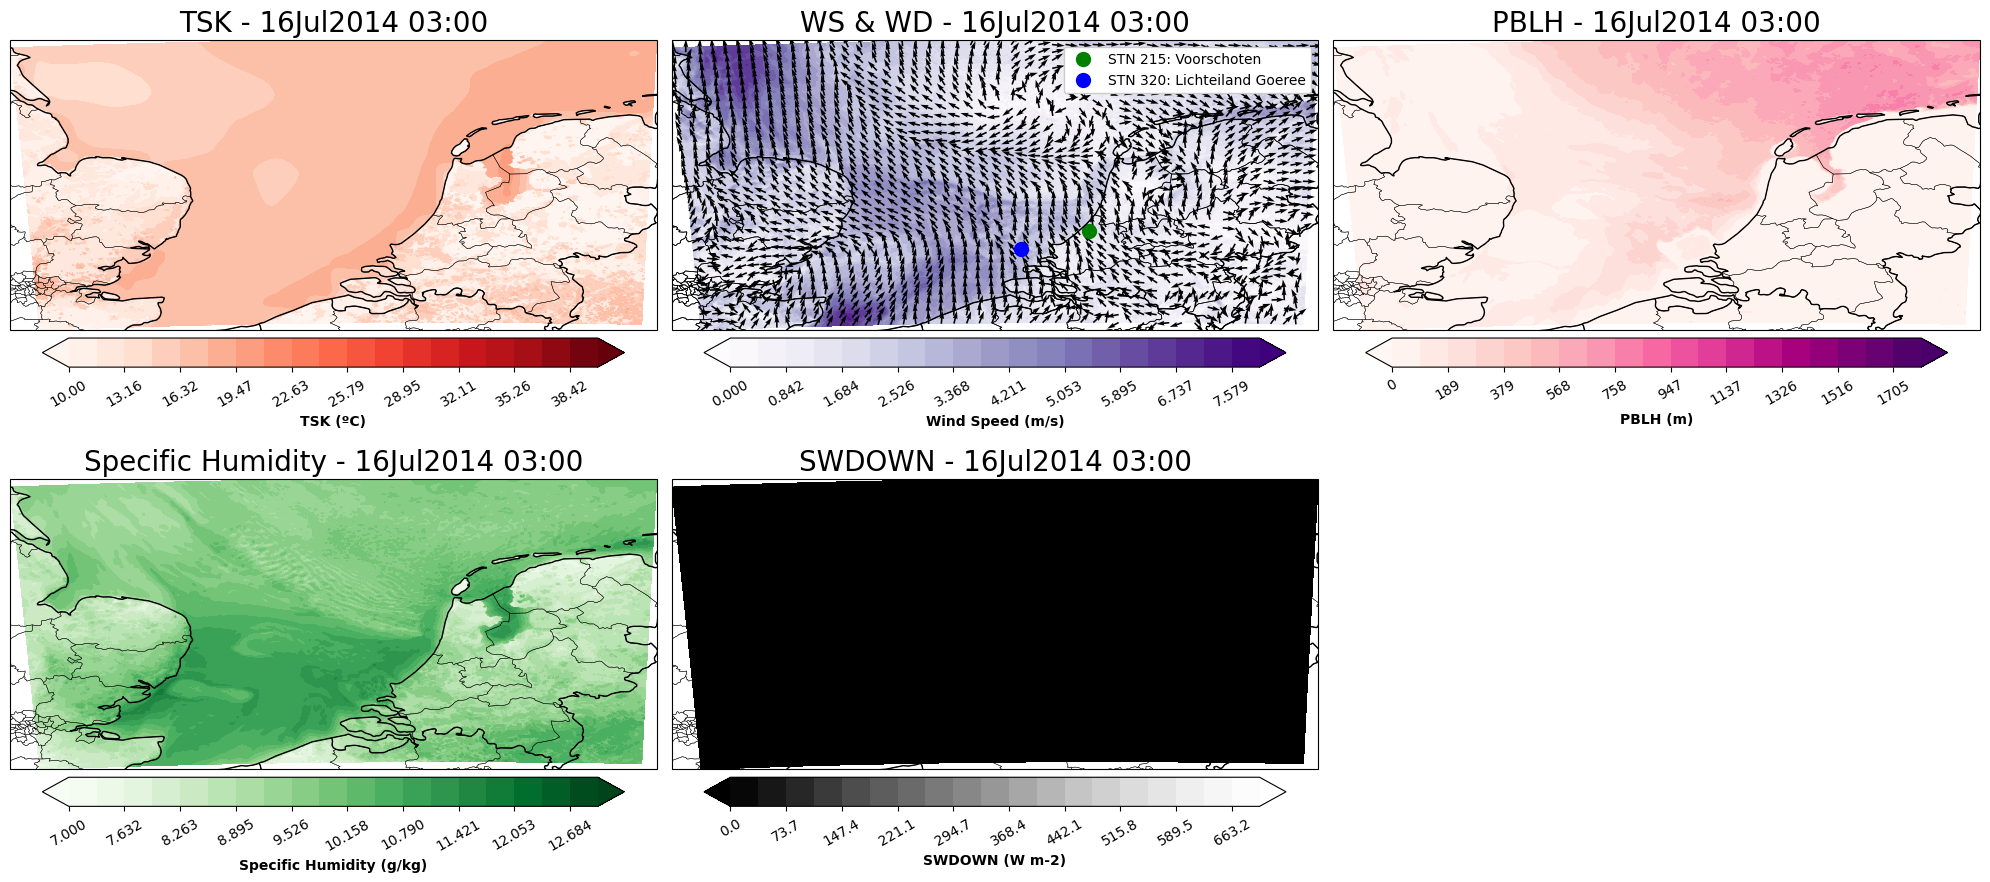 TSK - 16Jul2014 03:00
WS & WD - 16Jul2014 03:00
PBLH - 16Jul2014 03:00
STN 215: Voorschoten
STN 320: Lichteiland Goeree
10.00 13.16 16.32 19.47 22.63 25.79 28.95 32.11 35.26 38.42
TSK (ºC)
0.000 0.842 1.684 2.526 3.368 4.211 5.053 5.895 6.737 7.579
Wind Speed (m/s)
0 189 379 568 758 947 1137 1326 1516 1705
PBLH (m)
Specific Humidity - 16Jul2014 03:00
SWDOWN - 16Jul2014 03:00
7.000 7.632 8.263 8.895 9.526 10.158 10.790 11.421 12.053 12.684
Specific Humidity (g/kg)
0.0 73.7 147.4 221.1 294.7 368.4 442.1 515.8 589.5 663.2
SWDOWN (W m-2)